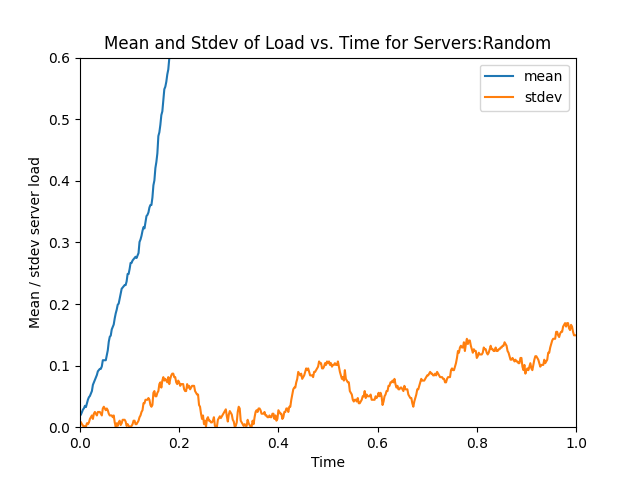 Mean and Stdev of Load vs. Time for Servers:Random
mean
stdev
Mean / stdev server load
0.6
0.5
0.4
0.3
0.2
0.1
0.0
0.0 0.2 0.4 0.6 0.8 1.0
Time